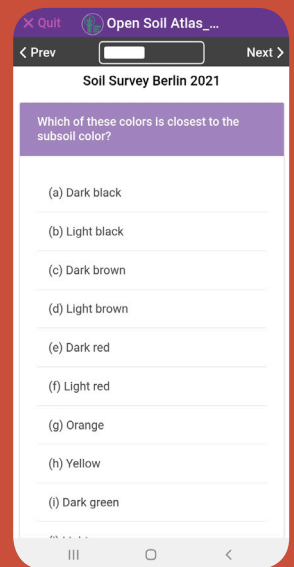 × Quit Open Soil Atlas_...
< Prev Next >
Soil Survey Berlin 2021
Which of these colors is closest to the
subsoil color?
(a) Dark black
(b) Light black
(c) Dark brown
(d) Light brown
(e) Dark red
(f) Light red
(g) Orange
(h) Yellow
(i) Dark green